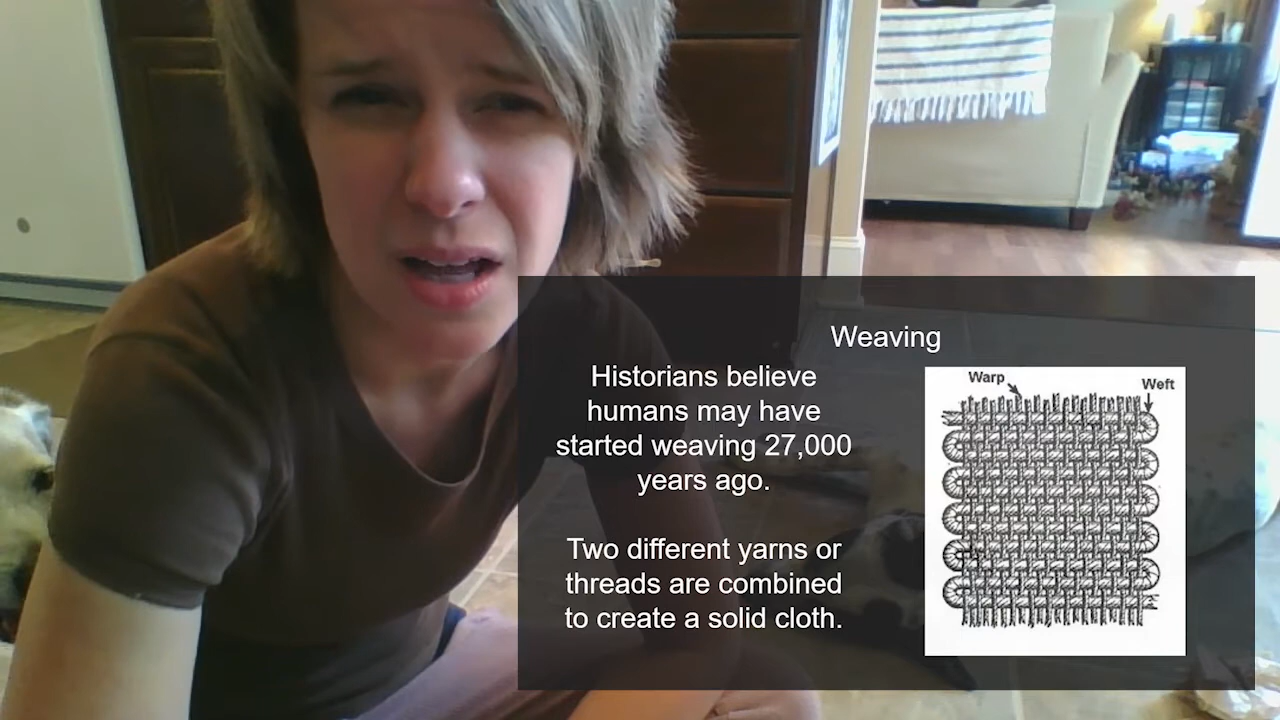 Weaving
Historians believe
humans may have
started weaving 27,000
years ago.
Two different yarns or
threads are combined
to create a solid cloth.
Warp
Weft